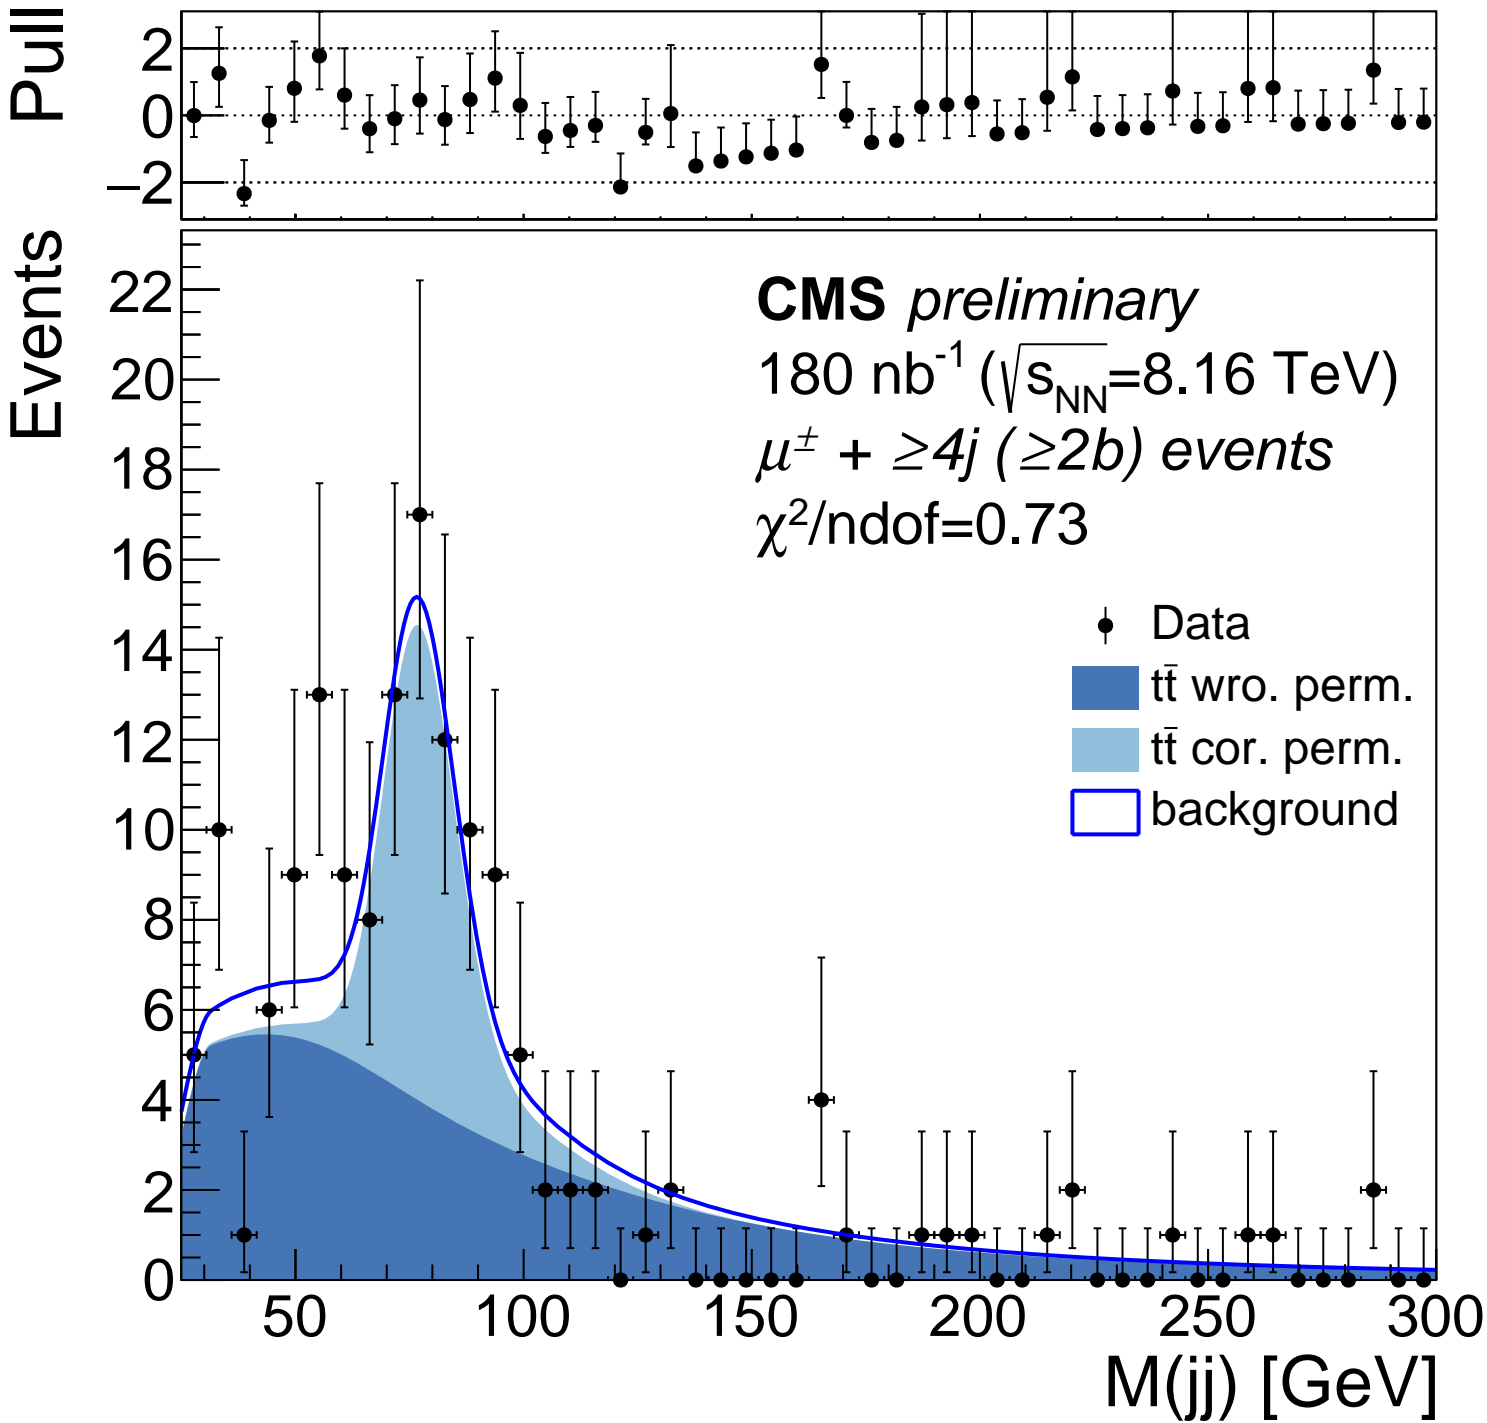 Pull
2
0
−2
Events
22
20
18
16
14
12
10
8
6
4
2
0
CMS preliminary
180 nb⁻¹ (√s_NN=8.16 TeV)
μ± + ≥4j (≥2b) events
χ²/ndof=0.73
Data
tt̄ wro. perm.
tt̄ cor. perm.
background
50 100 150 200 250 300
M(jj) [GeV]